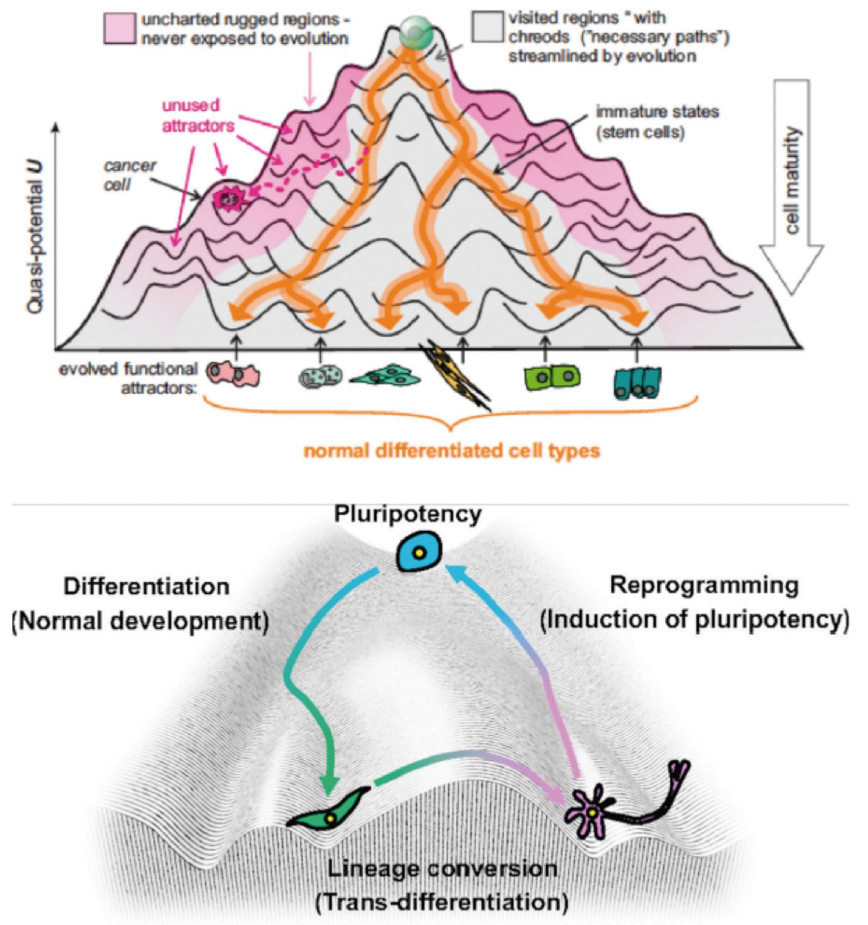 uncharted rugged regions -
never exposed to evolution
visited regions " with
chreods ("necessary paths")
streamlined by evolution
unused
attractors
immature states
(stem cells)
cancer
cell
Quasi-potential U
cell maturity
evolved functional
attractors:
normal differentiated cell types
Pluripotency
Differentiation
(Normal development)
Reprogramming
(Induction of pluripotency)
Lineage conversion
(Trans-differentiation)